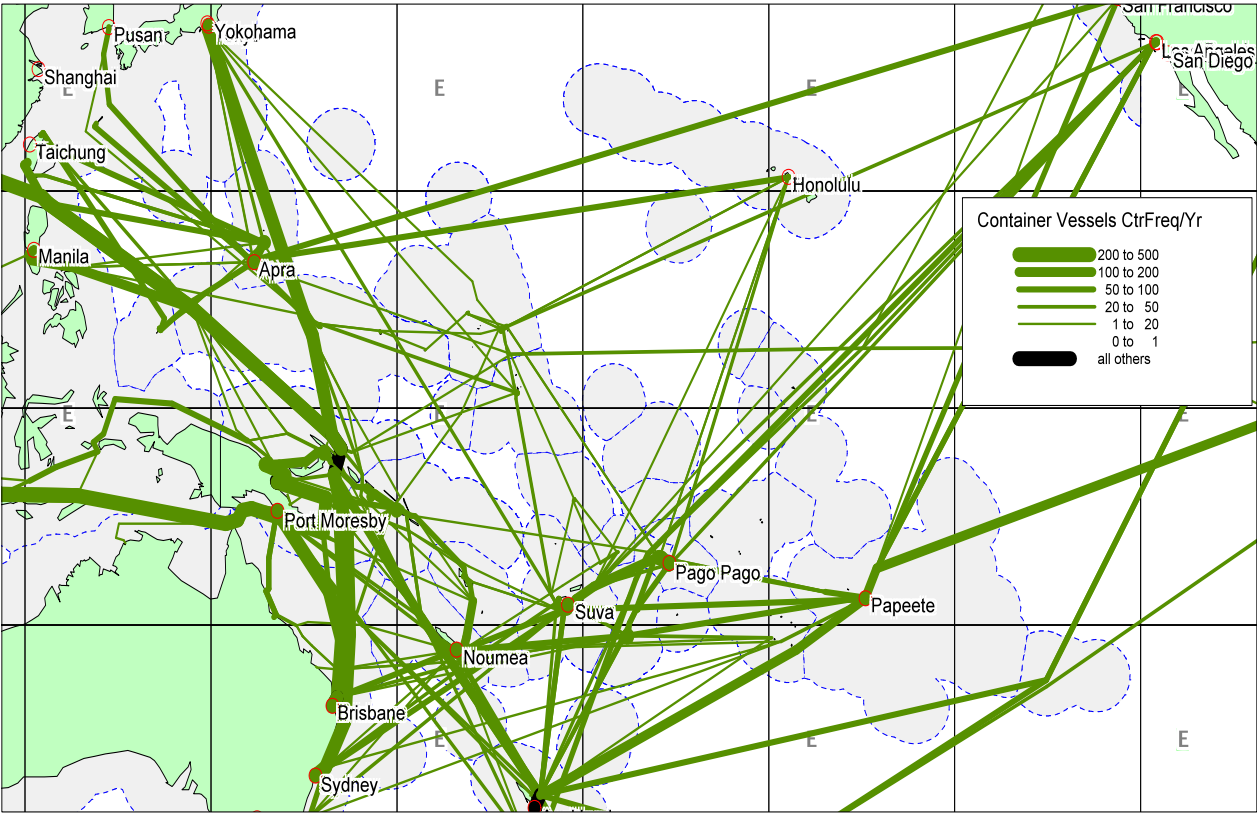 San Francisco
Pusan
Yokohama
Los Angeles
San Diego
Shanghai
E
E
E
E
Taichung
Honolulu
Manila
Apra
Container Vessels CtrFreq/Yr
200 to 500
100 to 200
50 to 100
20 to 50
1 to 20
0 to 1
all others
E
E
E
E
Port Moresby
Pago Pago
Suva
Papeete
Noumea
Brisbane
E
E
E
Sydney